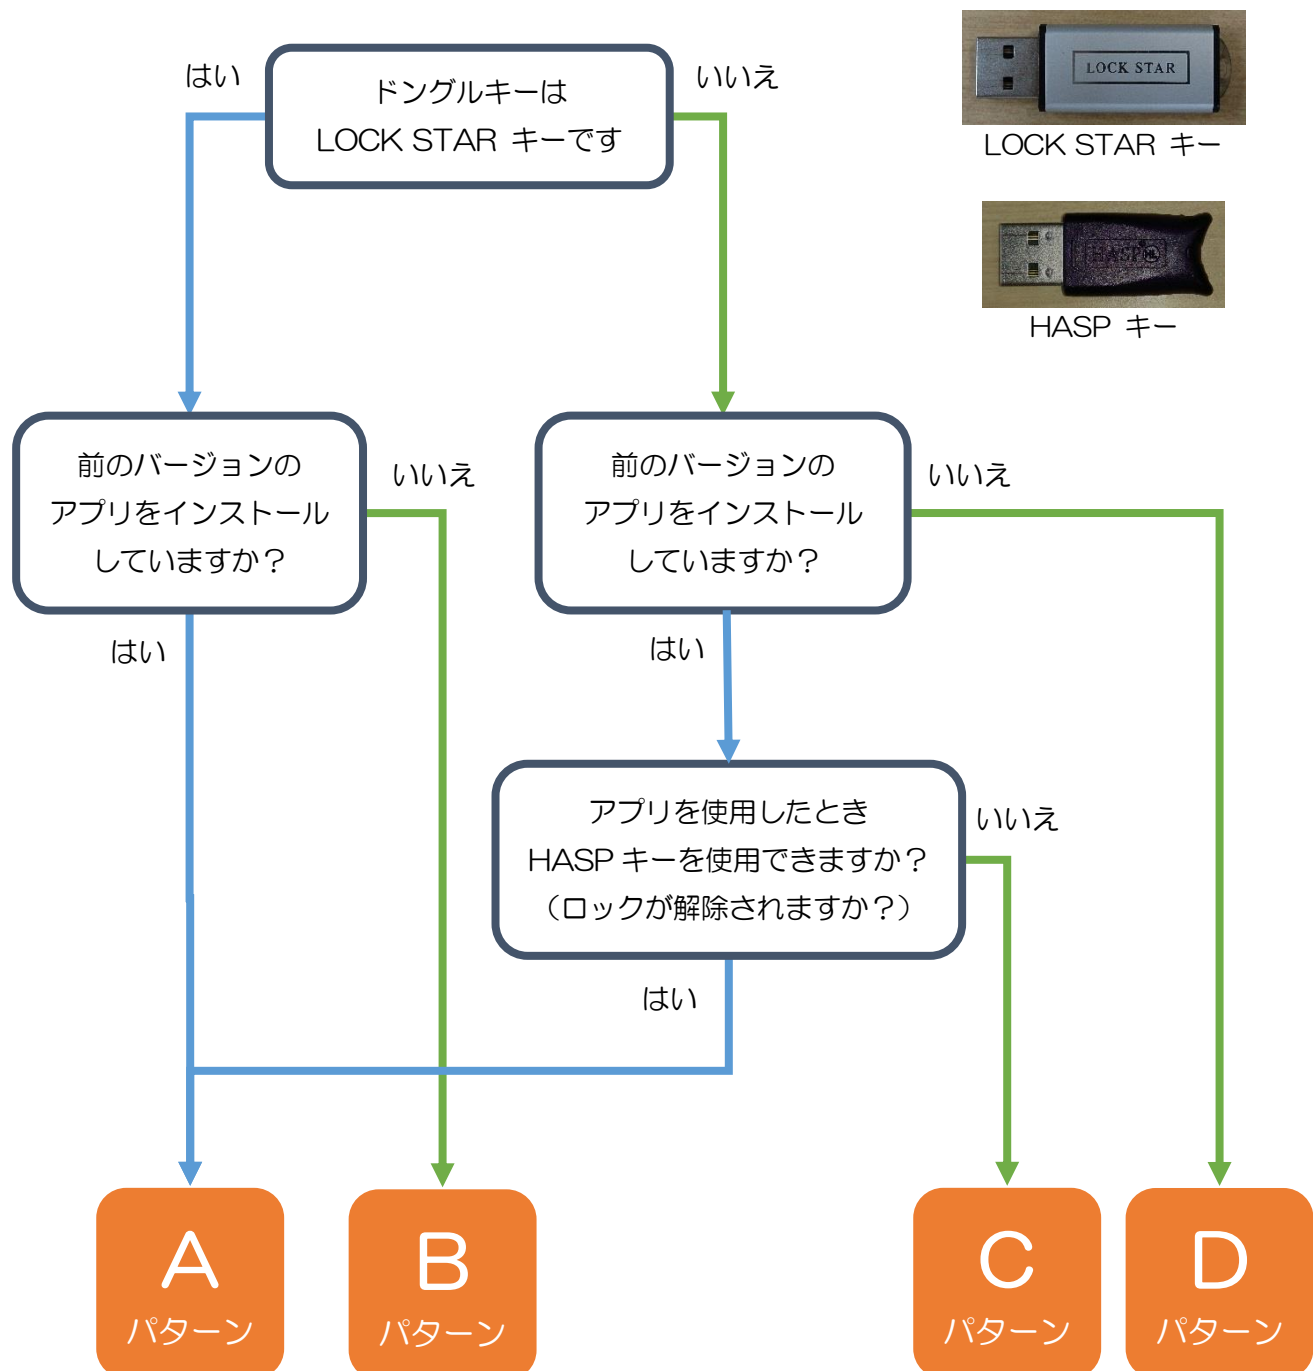 はい
ドングルキーは
LOCK STAR キーです
いいえ
LOCK STAR
LOCK STAR キー
HASP
HASP キー
前のバージョンの
アプリをインストール
していますか？
いいえ
はい
前のバージョンの
アプリをインストール
していますか？
いいえ
はい
アプリを使用したとき
HASP キーを使用できますか？
（ロックが解除されますか？）
いいえ
はい
A
パターン
B
パターン
C
パターン
D
パターン